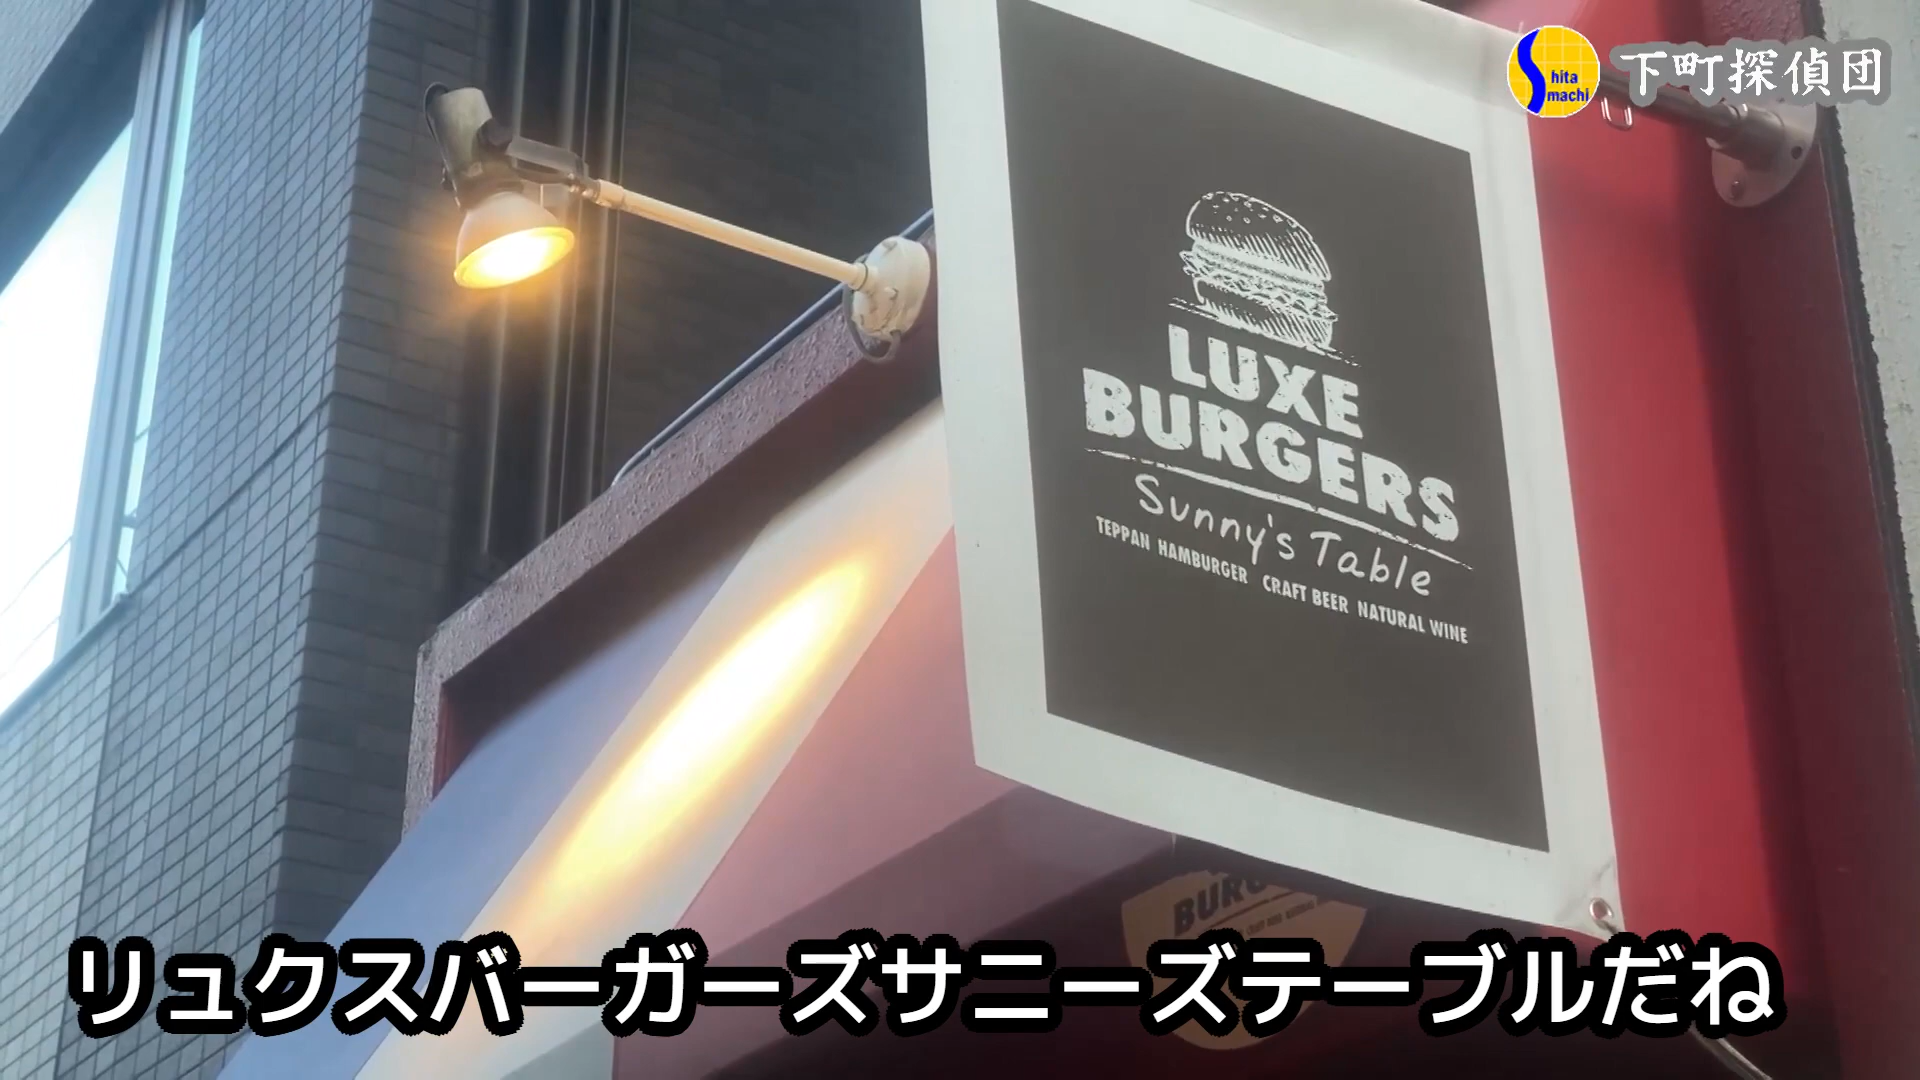 hita
machi
下町探偵団
LUXE
BURGERS
Sunny's Table
TEPPAN HAMBURGER CRAFT BEER NATURAL WINE
リュクスバーガーズサニーズテーブルだね